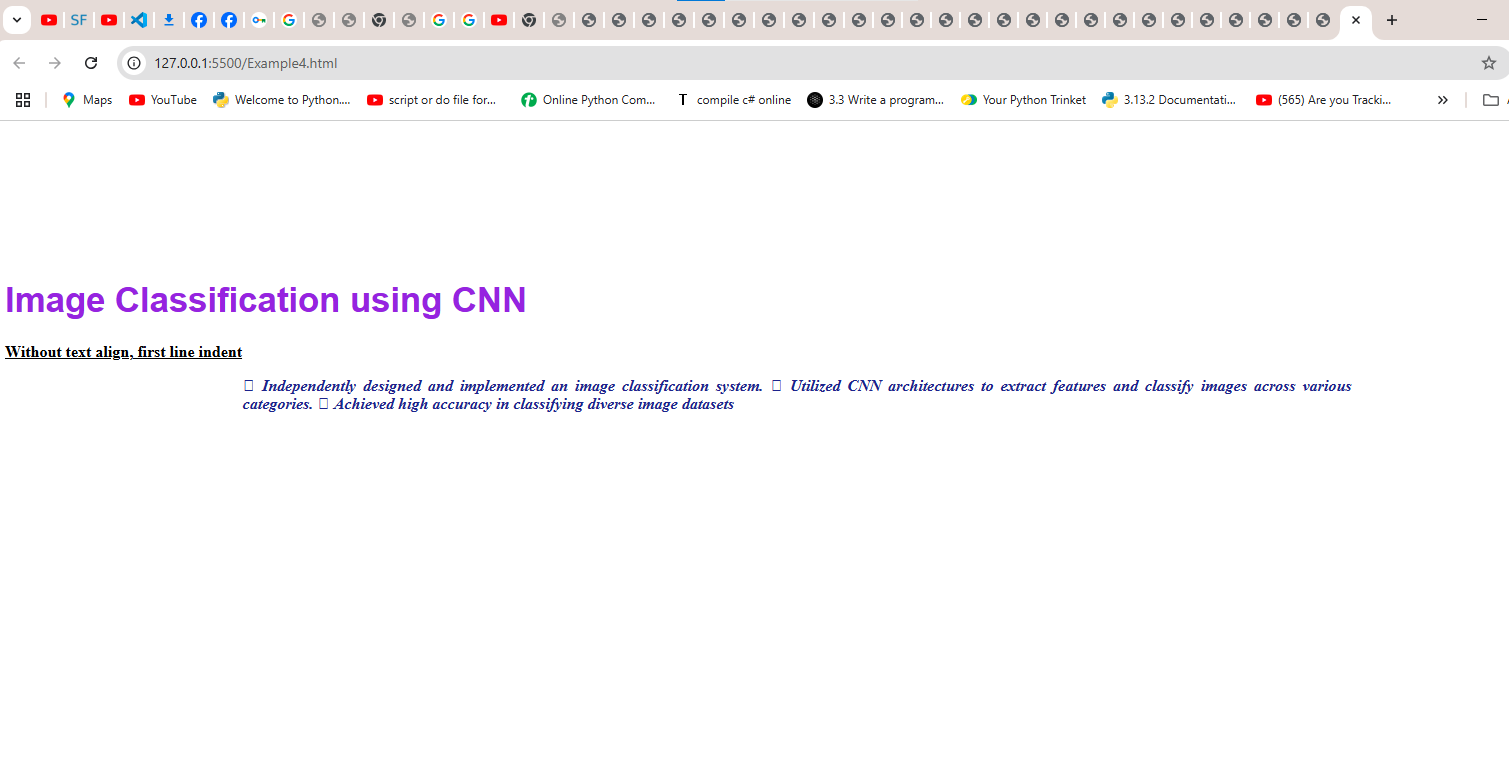 SF
127.0.0.1:5500/Example4.html
Maps YouTube Welcome to Python.... script or do file for... Online Python Com... T compile c# online 3.3 Write a program... Your Python Trinket 3.13.2 Documentati... (565) Are you Tracki... »
Image Classification using CNN
Without text align, first line indent
 Independently designed and implemented an image classification system.  Utilized CNN architectures to extract features and classify images across various
categories.  Achieved high accuracy in classifying diverse image datasets